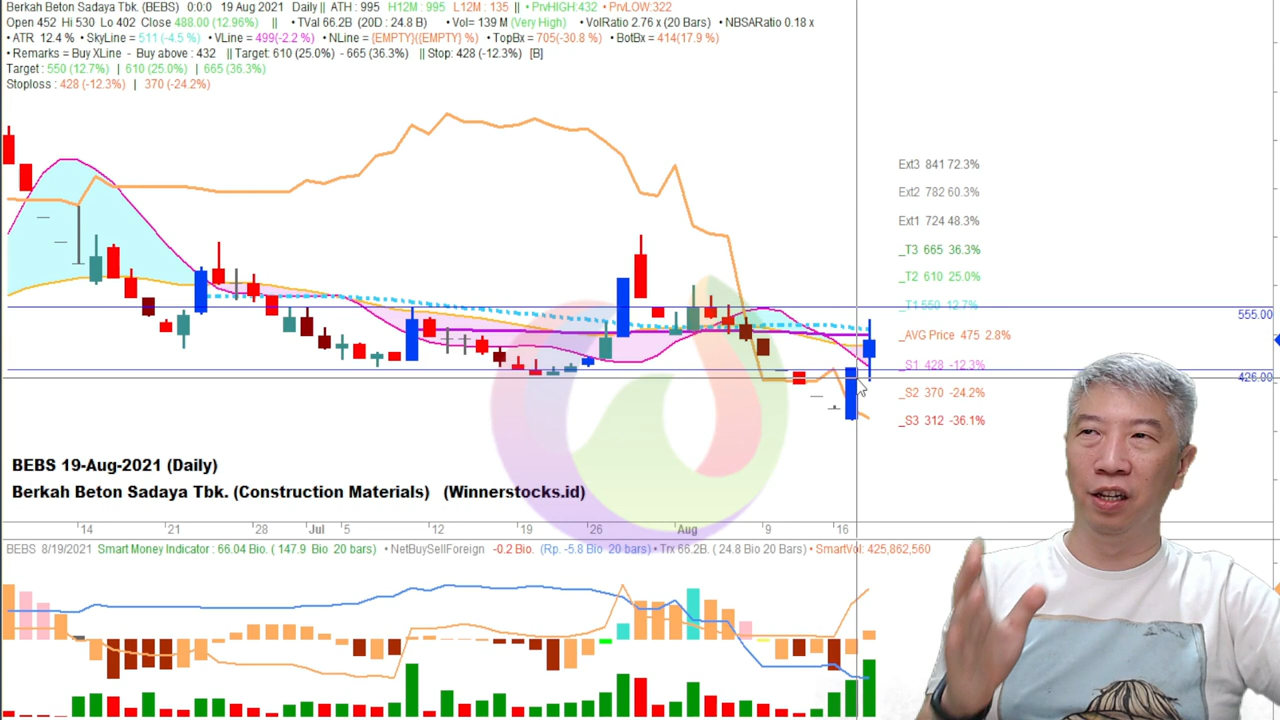 Berkah Beton Sadaya Tbk. (BEBS) 0:0:0 19 Aug 2021 Daily || ATH : 995 H12M : 995 L12M : 135 || • PrvHIGH:432 • PrvLOW:322
Open 452 Hi 530 Lo 402 Close 488.00 (12.96%) || • TVal 66.2B (20D : 24.8 B) • Vol= 139 M (Very High) • VolRatio 2.76 x (20 Bars) • NBSARatio 0.18 x
• ATR 12.4 % • SkyLine = 511 (-4.5 %) • VLine = 499(-2.2 %) • NLine = {EMPTY}({EMPTY} %) • TopBx = 705(-30.8 %) • BotBx = 414(17.9 %)
• Remarks = Buy XLine - Buy above : 432 || Target: 610 (25.0%) - 665 (36.3%) || Stop: 428 (-12.3%) [B]
Target : 550 (12.7%) | 610 (25.0%) | 665 (36.3%)
Stoploss : 428 (-12.3%) | 370 (-24.2%)
Ext3 841 72.3%
Ext2 782 60.3%
Ext1 724 48.3%
_T3 665 36.3%
_T2 610 25.0%
_T1 550 12.7%
555.00
_AVG Price 475 2.8%
_S1 428 -12.3%
426.00
_S2 370 -24.2%
_S3 312 -36.1%
BEBS 19-Aug-2021 (Daily)
Berkah Beton Sadaya Tbk. (Construction Materials) (Winnerstocks.id)
14 21 28 Jul 5 12 19 26 Aug 9 16
BEBS 8/19/2021 Smart Money Indicator : 66.04 Bio. ( 147.9 Bio 20 bars) • NetBuySellForeign -0.2 Bio. (Rp. -5.8 Bio 20 bars) • Trx 66.2B. ( 24.8 Bio 20 Bars) • SmartVol: 425,862,560